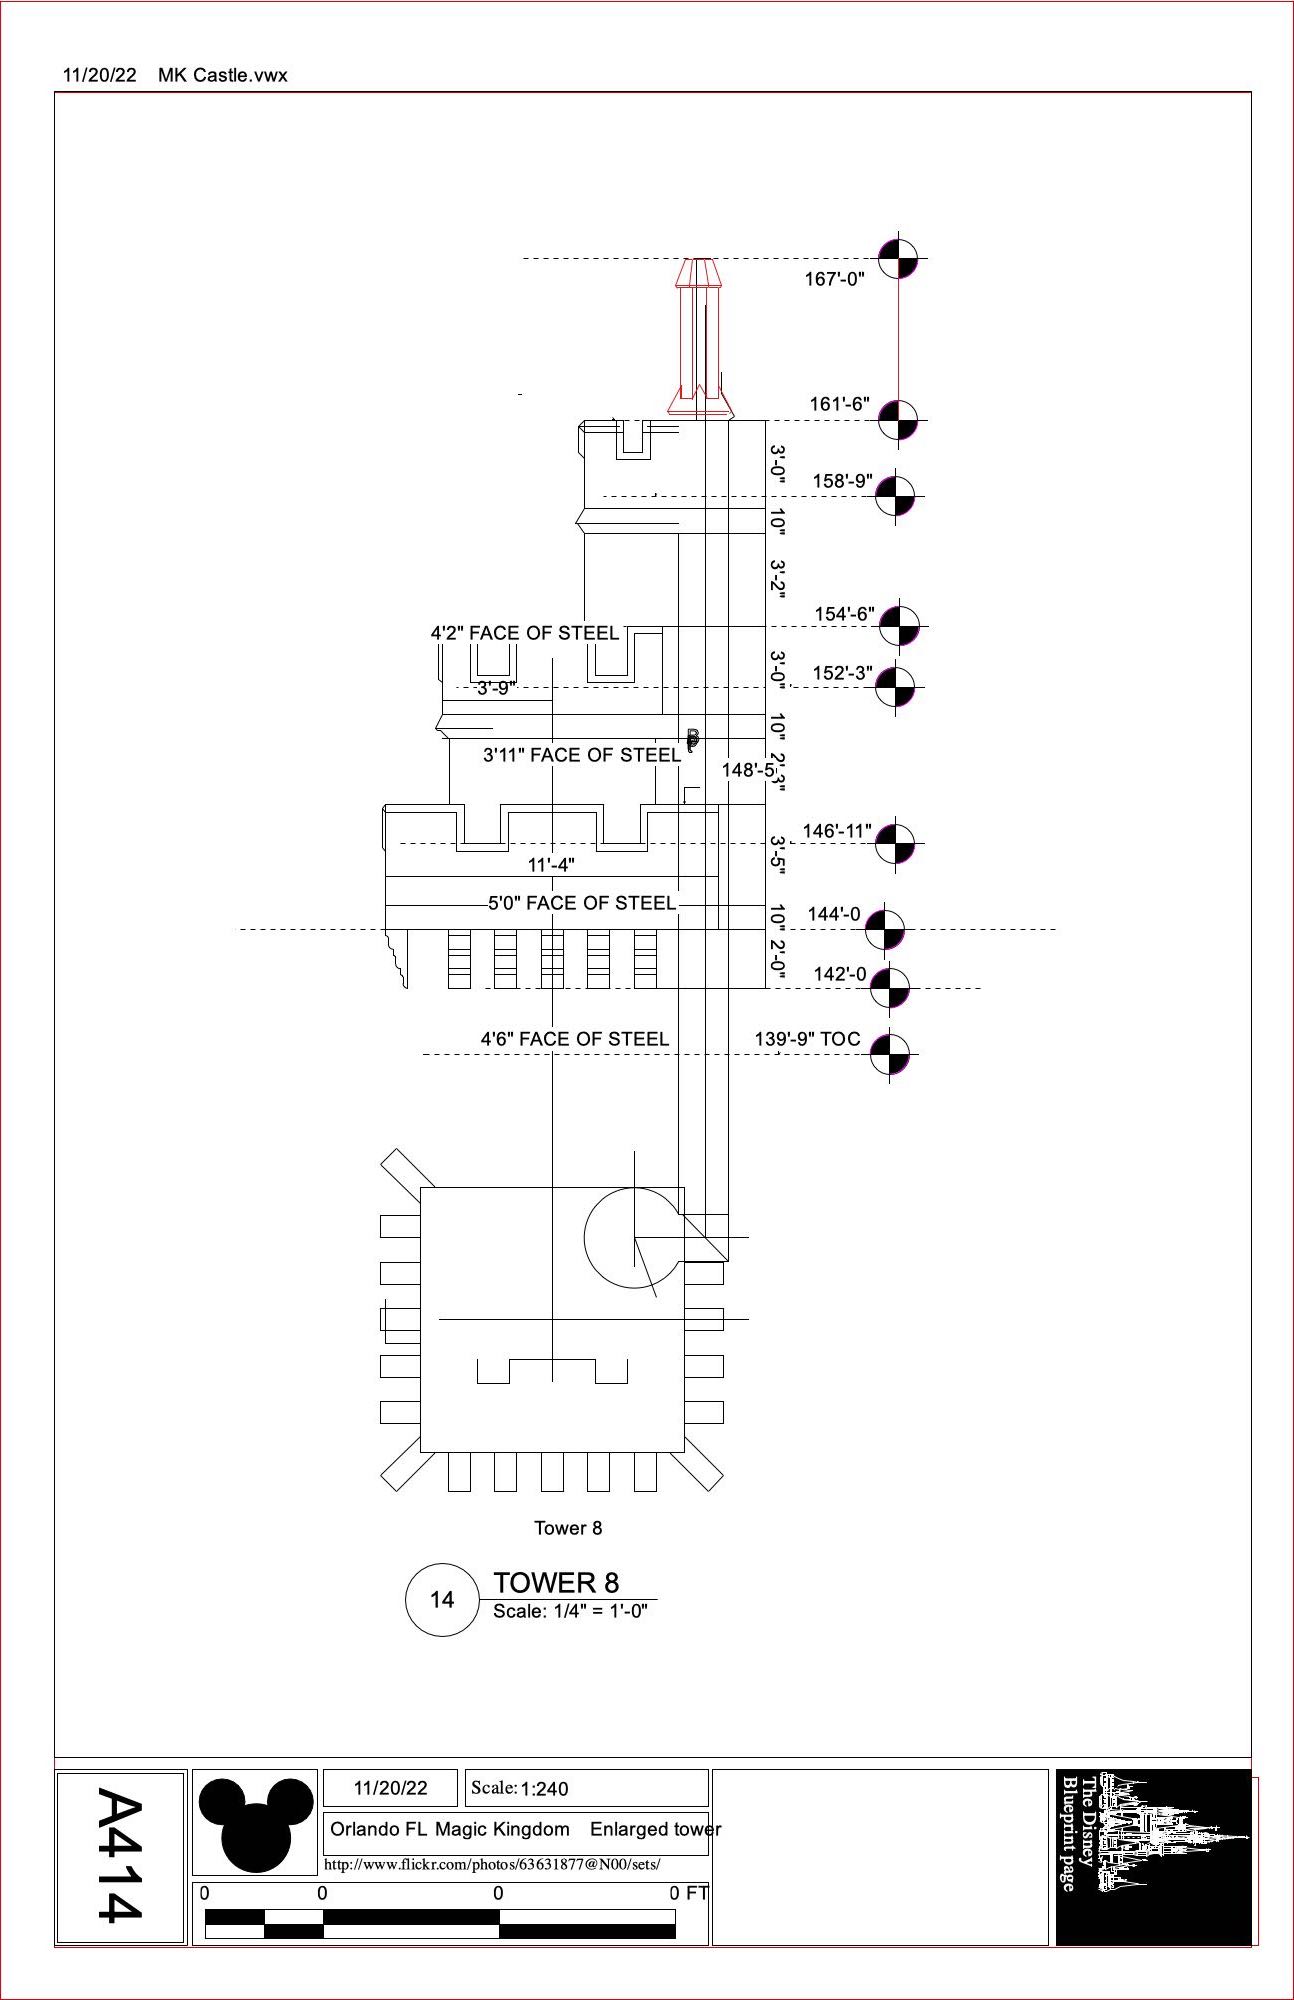 11/20/22 MK Castle.vwx
167'-0"
161'-6"
3'-0"
158'-9"
10"
3'-2"
154'-6"
4'2" FACE OF STEEL
3'-0"
152'-3"
3'-9"
10"
3'11" FACE OF STEEL
2'-3"
148'-5
146'-11"
3'-5"
11'-4"
5'0" FACE OF STEEL
10"
144'-0
2'-0"
142'-0
4'6" FACE OF STEEL
139'-9" TOC
Tower 8
14
TOWER 8
Scale: 1/4" = 1'-0"
A414
11/20/22
Scale: 1:240
Orlando FL Magic Kingdom Enlarged tower
http://www.flickr.com/photos/63631877@N00/sets/
0 0 0 0 FT
The Disney
Blueprint page